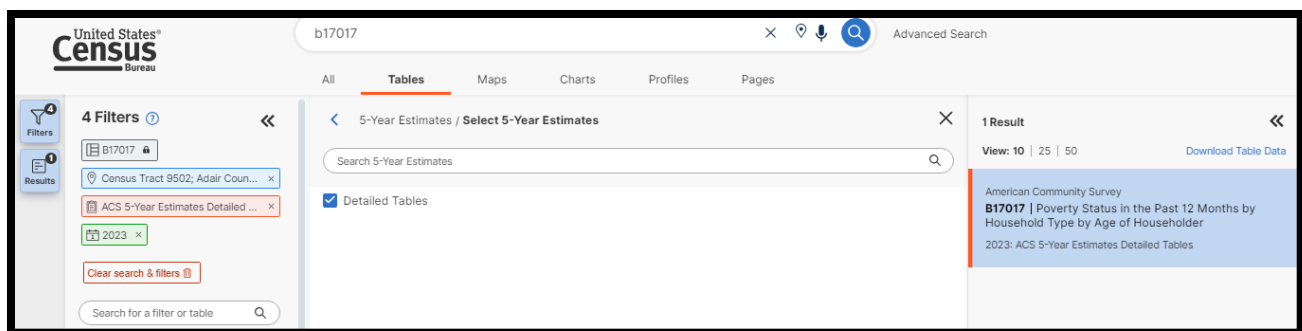 United States®
Census
Bureau
b17017
Advanced Search
All Tables Maps Charts Profiles Pages
4
Filters
1
Results
4 Filters ?
B17017
Census Tract 9502; Adair Coun... ×
ACS 5-Year Estimates Detailed ... ×
2023 ×
Clear search & filters
Search for a filter or table
5-Year Estimates / Select 5-Year Estimates
Search 5-Year Estimates
Detailed Tables
1 Result
View: 10 | 25 | 50 Download Table Data
American Community Survey
B17017 | Poverty Status in the Past 12 Months by
Household Type by Age of Householder
2023: ACS 5-Year Estimates Detailed Tables